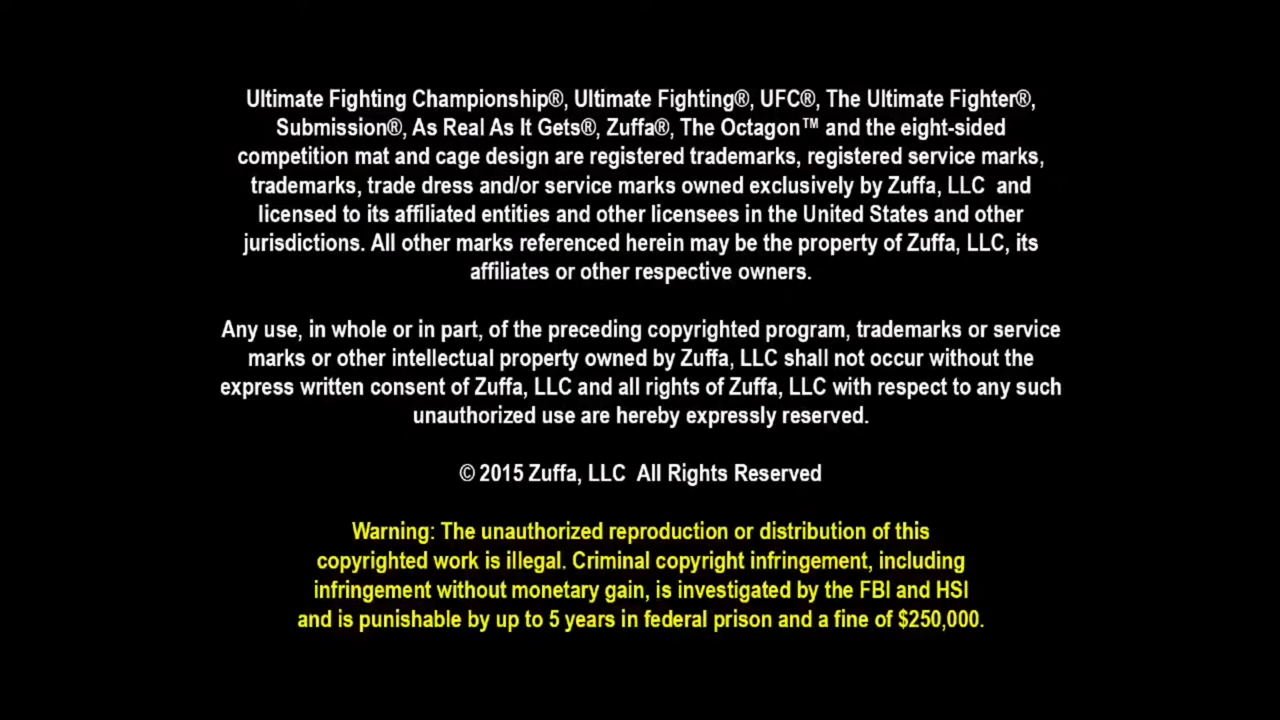 Ultimate Fighting Championship®, Ultimate Fighting®, UFC®, The Ultimate Fighter®,
Submission®, As Real As It Gets®, Zuffa®, The Octagon™ and the eight-sided
competition mat and cage design are registered trademarks, registered service marks,
trademarks, trade dress and/or service marks owned exclusively by Zuffa, LLC  and
licensed to its affiliated entities and other licensees in the United States and other
jurisdictions. All other marks referenced herein may be the property of Zuffa, LLC, its
affiliates or other respective owners.
Any use, in whole or in part, of the preceding copyrighted program, trademarks or service
marks or other intellectual property owned by Zuffa, LLC shall not occur without the
express written consent of Zuffa, LLC and all rights of Zuffa, LLC with respect to any such
unauthorized use are hereby expressly reserved.
© 2015 Zuffa, LLC  All Rights Reserved
Warning: The unauthorized reproduction or distribution of this
copyrighted work is illegal. Criminal copyright infringement, including
infringement without monetary gain, is investigated by the FBI and HSI
and is punishable by up to 5 years in federal prison and a fine of $250,000.